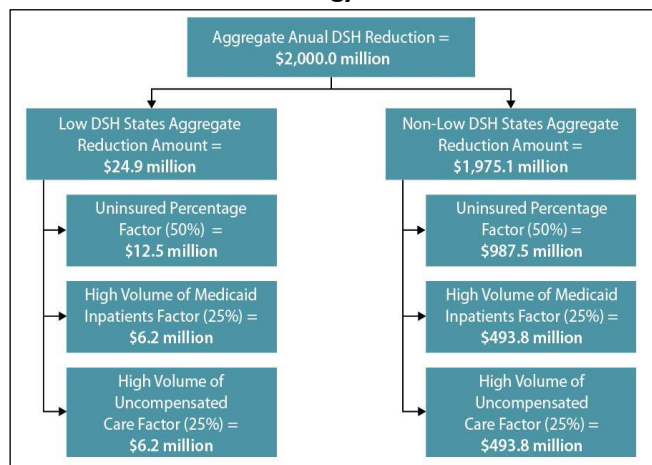 Aggregate Anual DSH Reduction =
$2,000.0 million
Low DSH States Aggregate
Reduction Amount =
$24.9 million
Non-Low DSH States Aggregate
Reduction Amount =
$1,975.1 million
Uninsured Percentage
Factor (50%) =
$12.5 million
Uninsured Percentage
Factor (50%) =
$987.5 million
High Volume of Medicaid
Inpatients Factor (25%) =
$6.2 million
High Volume of Medicaid
Inpatients Factor (25%) =
$493.8 million
High Volume of
Uncompensated
Care Factor (25%) =
$6.2 million
High Volume of
Uncompensated
Care Factor (25%) =
$493.8 million